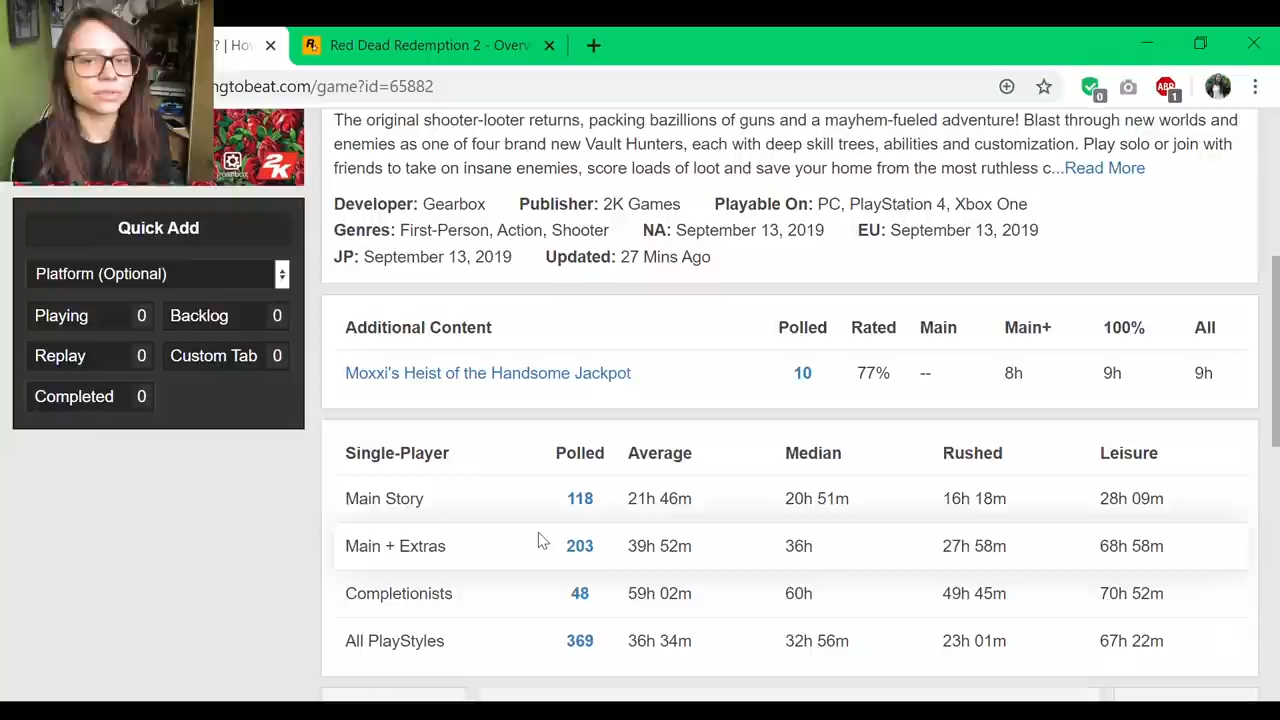 ? | Ho
Red Dead Redemption 2 - Overv
ngtobeat.com/game?id=65882
0
ABP
1
gearbox
2K
The original shooter-looter returns, packing bazillions of guns and a mayhem-fueled adventure! Blast through new worlds and
enemies as one of four brand new Vault Hunters, each with deep skill trees, abilities and customization. Play solo or join with
friends to take on insane enemies, score loads of loot and save your home from the most ruthless c...Read More
Developer: Gearbox Publisher: 2K Games Playable On: PC, PlayStation 4, Xbox One
Genres: First-Person, Action, Shooter NA: September 13, 2019 EU: September 13, 2019
JP: September 13, 2019 Updated: 27 Mins Ago
Quick Add
Platform (Optional)
Playing 0 Backlog 0
Replay 0 Custom Tab 0
Completed 0
Additional Content Polled Rated Main Main+ 100% All
Moxxi's Heist of the Handsome Jackpot 10 77% -- 8h 9h 9h
Single-Player Polled Average Median Rushed Leisure
Main Story 118 21h 46m 20h 51m 16h 18m 28h 09m
Main + Extras 203 39h 52m 36h 27h 58m 68h 58m
Completionists 48 59h 02m 60h 49h 45m 70h 52m
All PlayStyles 369 36h 34m 32h 56m 23h 01m 67h 22m